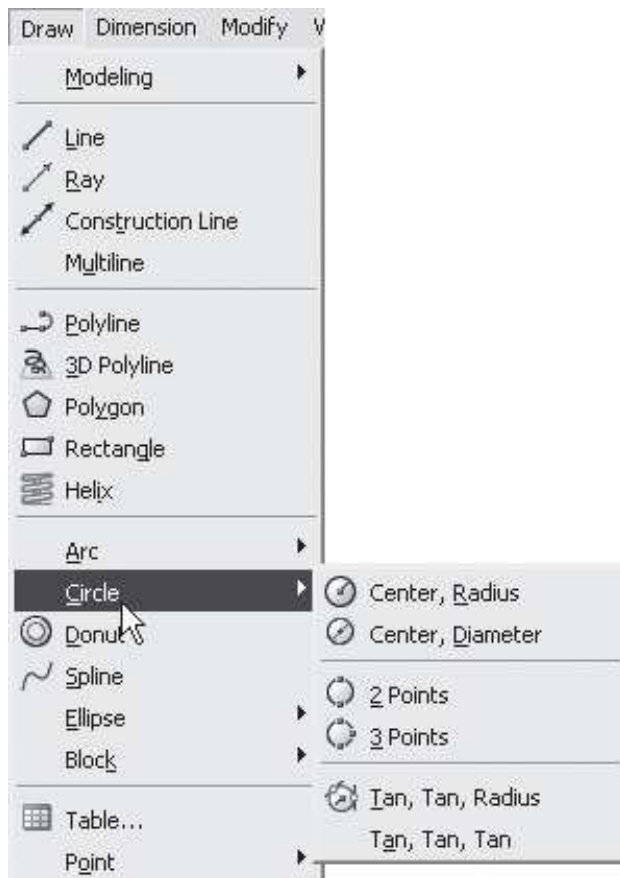 Draw Dimension Modify
Modeling
Line
Ray
Construction Line
Multiline
Polyline
3D Polyline
Polygon
Rectangle
Helix
Arc
Circle
Donut
Spline
Ellipse
Block
Table...
Point
Center, Radius
Center, Diameter
2 Points
3 Points
Tan, Tan, Radius
Tan, Tan, Tan